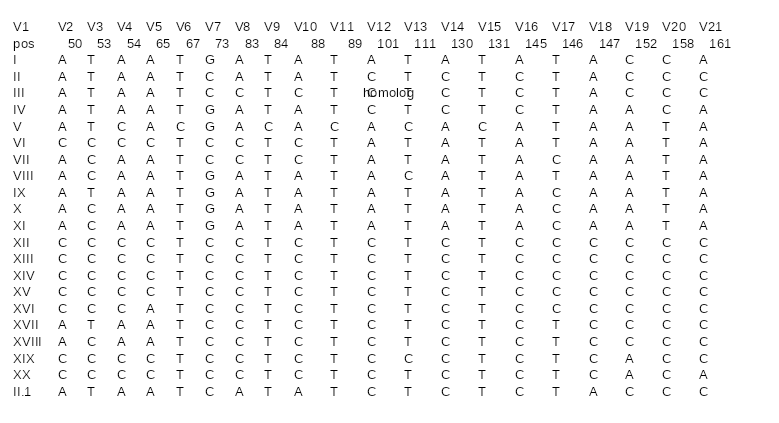 V1 V2 V3 V4 V5 V6 V7 V8 V9 V10 V11 V12 V13 V14 V15 V16 V17 V18 V19 V20 V21
pos 50 53 54 65 67 73 83 84 88 89 101 111 130 131 145 146 147 152 158 161
I A T A A T G A T A T A T A T A T A C C A
II A T A A T C A T A T C T C T C T A C C C
III A T A A T C C T C T C T C T C T A C C C
homolog
IV A T A A T G A T A T C T C T C T A A C A
V A T C A C G A C A C A C A C A T A A T A
VI C C C C T C C T C T A T A T A T A A T A
VII A C A A T C C T C T A T A T A C A A T A
VIII A C A A T G A T A T A C A T A T A A T A
IX A T A A T G A T A T A T A T A C A A T A
X A C A A T G A T A T A T A T A C A A T A
XI A C A A T G A T A T A T A T A C A A T A
XII C C C C T C C T C T C T C T C C C C C C
XIII C C C C T C C T C T C T C T C C C C C C
XIV C C C C T C C T C T C T C T C C C C C C
XV C C C C T C C T C T C T C T C C C C C C
XVI C C C A T C C T C T C T C T C C C C C C
XVII A T A A T C C T C T C T C T C T C C C C
XVIII A C A A T C C T C T C T C T C T C C C C
XIX C C C C T C C T C T C C C T C T C A C C
XX C C C C T C C T C T C T C T C T C A C A
II.1 A T A A T C A T A T C T C T C T A C C C